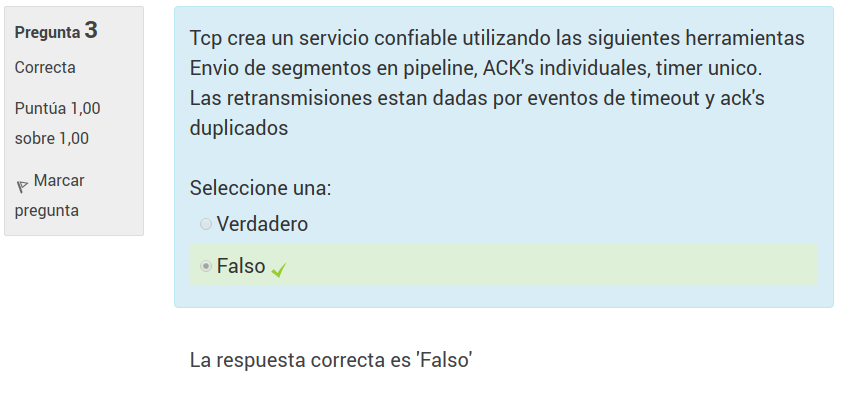 Pregunta 3
Correcta
Puntúa 1,00
sobre 1,00
Marcar
pregunta
Tcp crea un servicio confiable utilizando las siguientes herramientas
Envio de segmentos en pipeline, ACK's individuales, timer unico.
Las retransmisiones estan dadas por eventos de timeout y ack's
duplicados
Seleccione una:
Verdadero
Falso
La respuesta correcta es 'Falso'